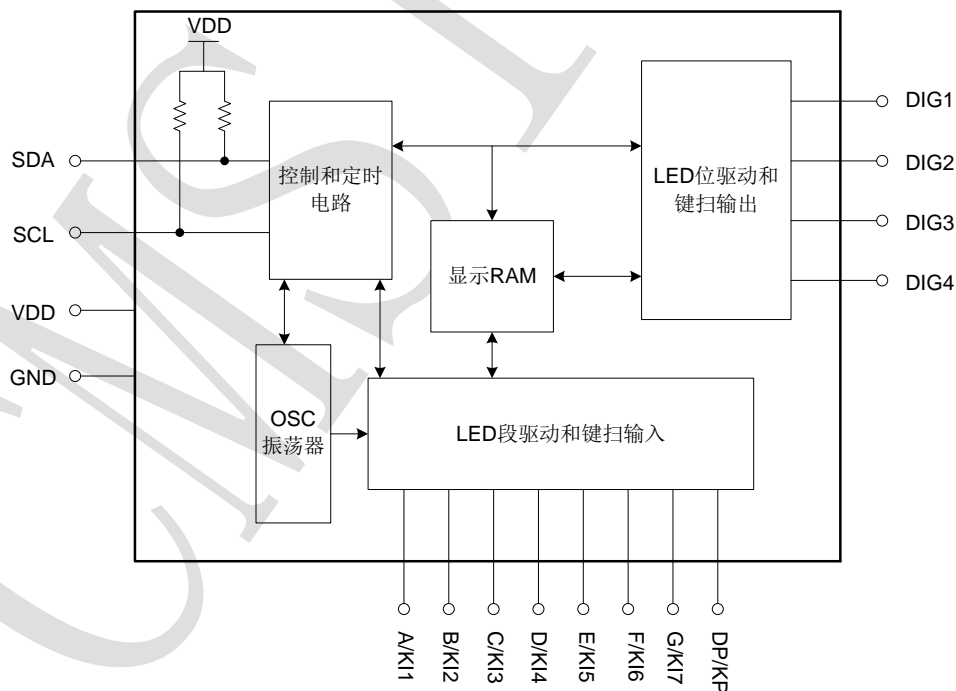 VDD
SDA
SCL
VDD
GND
控制和定时
电路
LED位驱动和
键扫输出
显示RAM
OSC
振荡器
LED段驱动和键扫输入
DIG1
DIG2
DIG3
DIG4
A/KI1
B/KI2
C/KI3
D/KI4
E/KI5
F/KI6
G/KI7
DP/KP